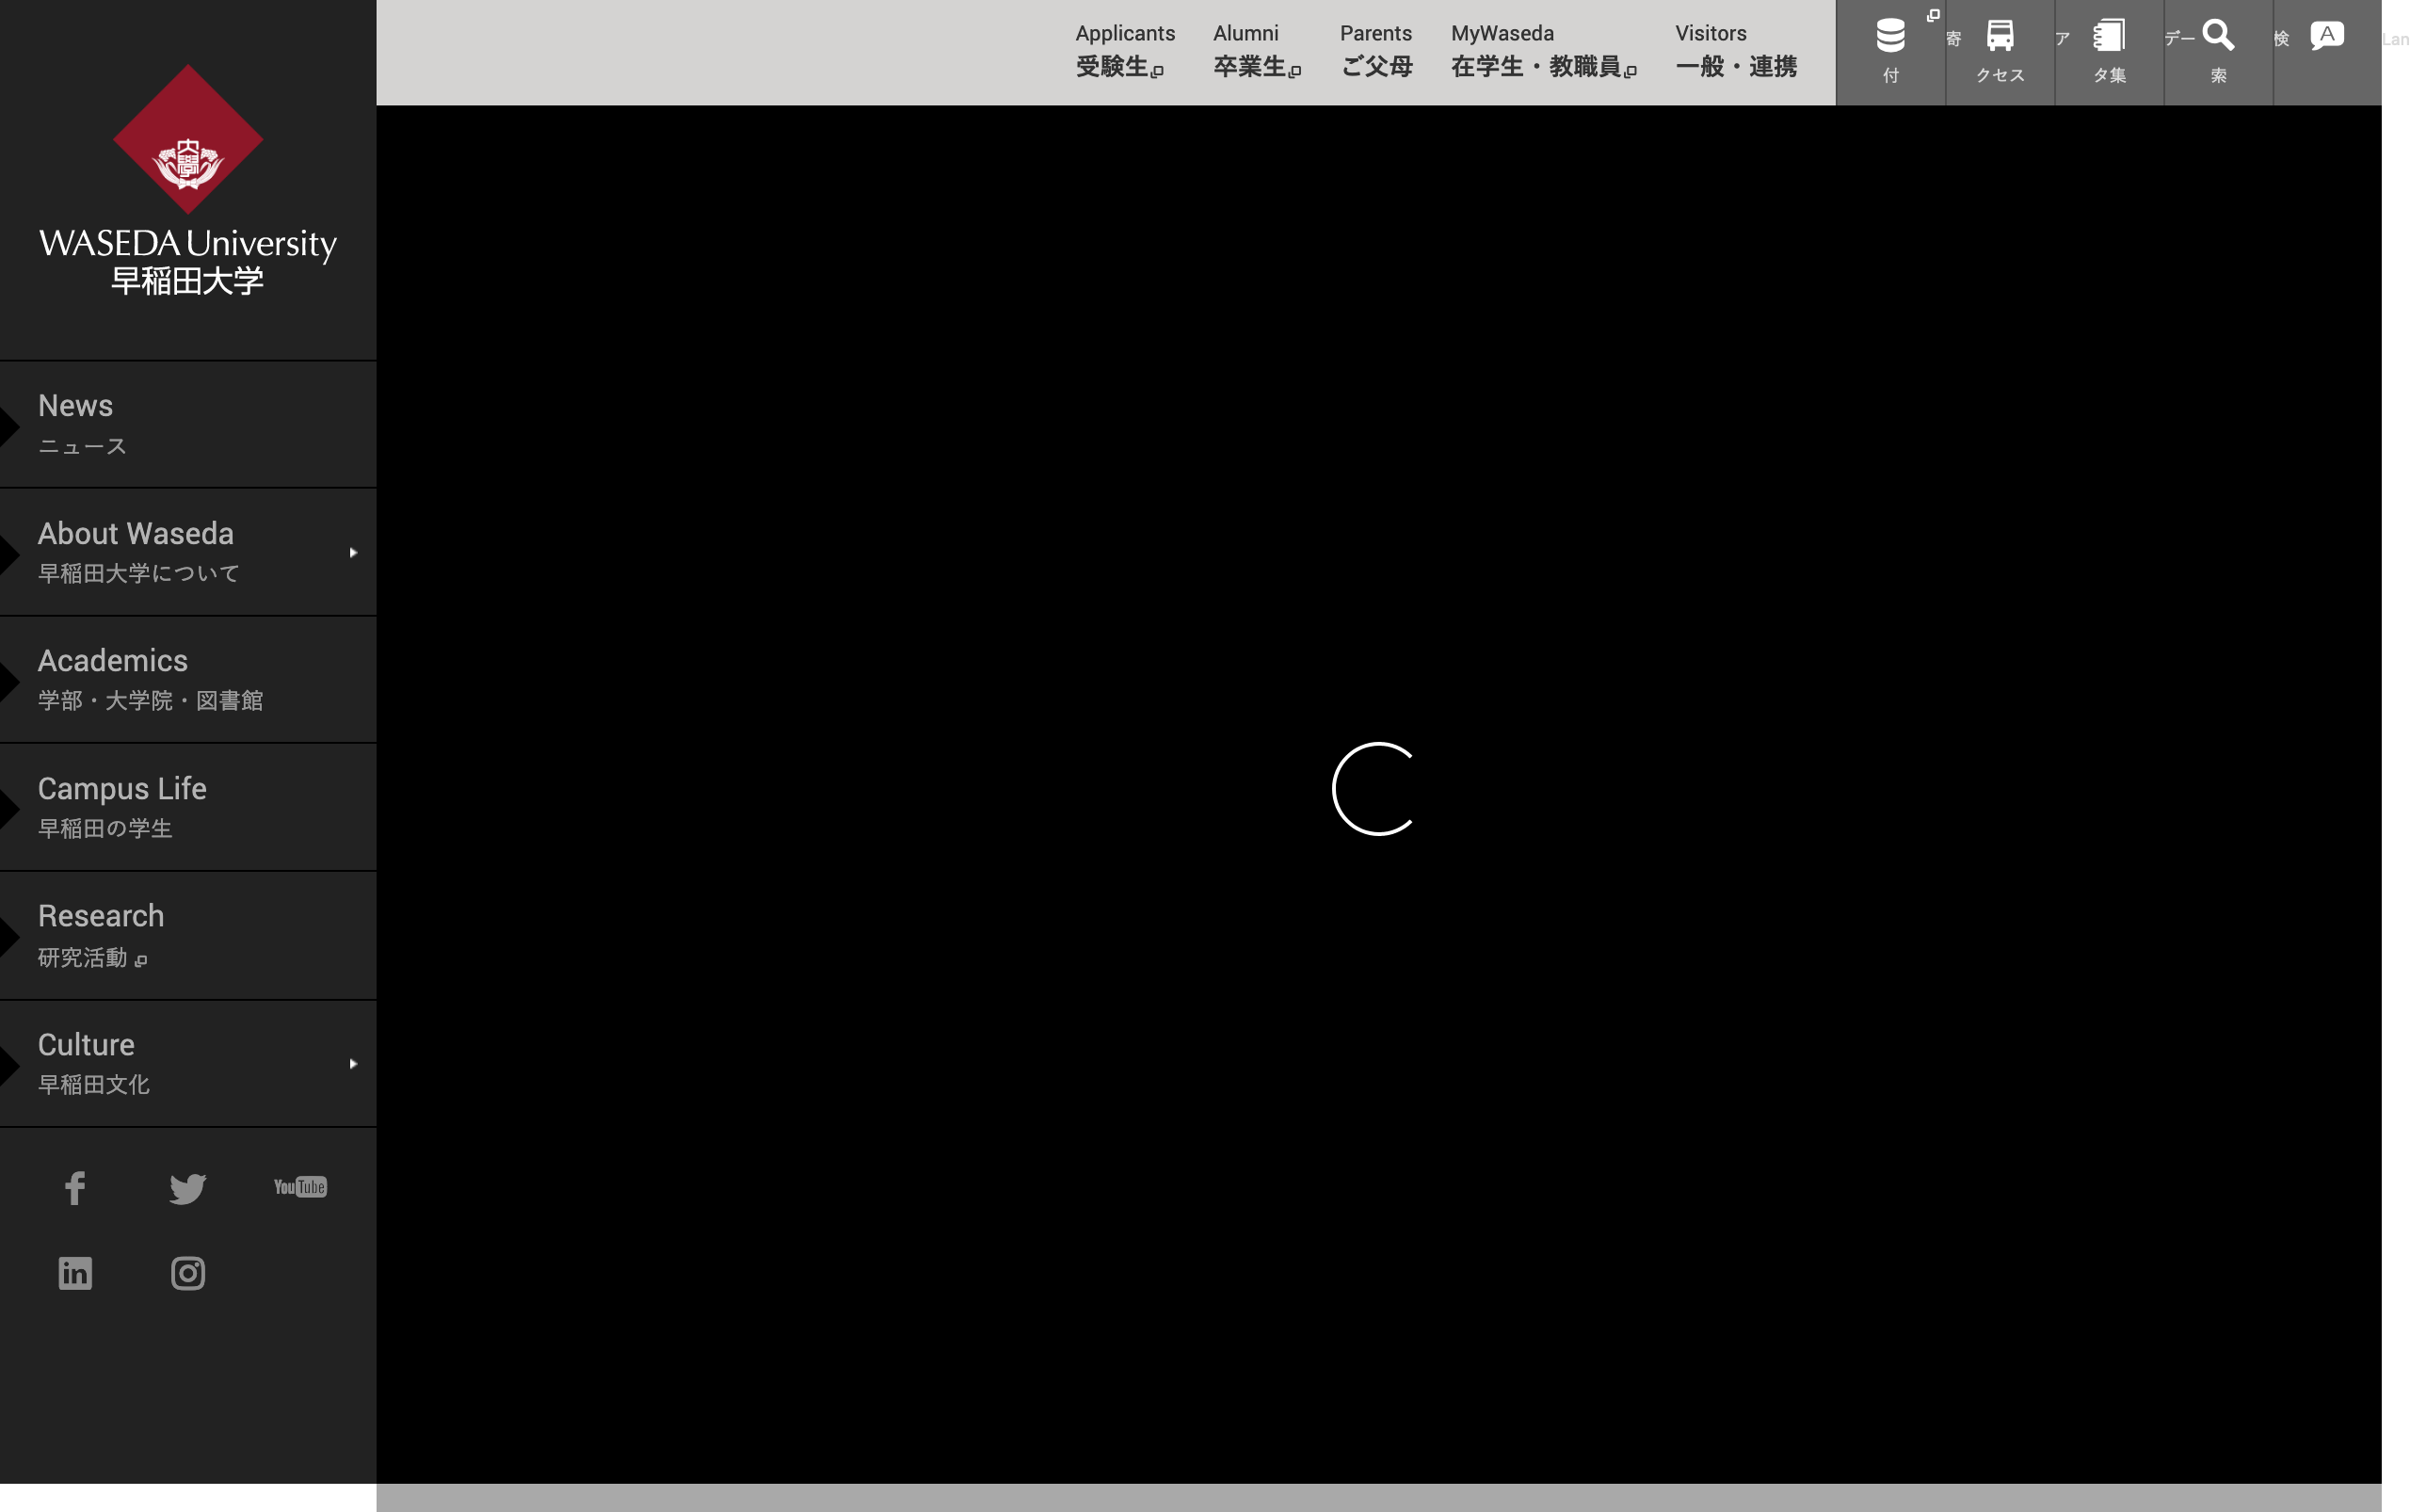 WASEDA University
早稲田大学
News
ニュース
About Waseda
早稲田大学について
Academics
学部・大学院・図書館
Campus Life
早稲田の学生
Research
研究活動
Culture
早稲田文化
YouTube
Applicants
受験生
Alumni
卒業生
Parents
ご父母
MyWaseda
在学生・教職員
Visitors
一般・連携
寄
付
ア
クセス
デー
タ集
検
索
A
Lan